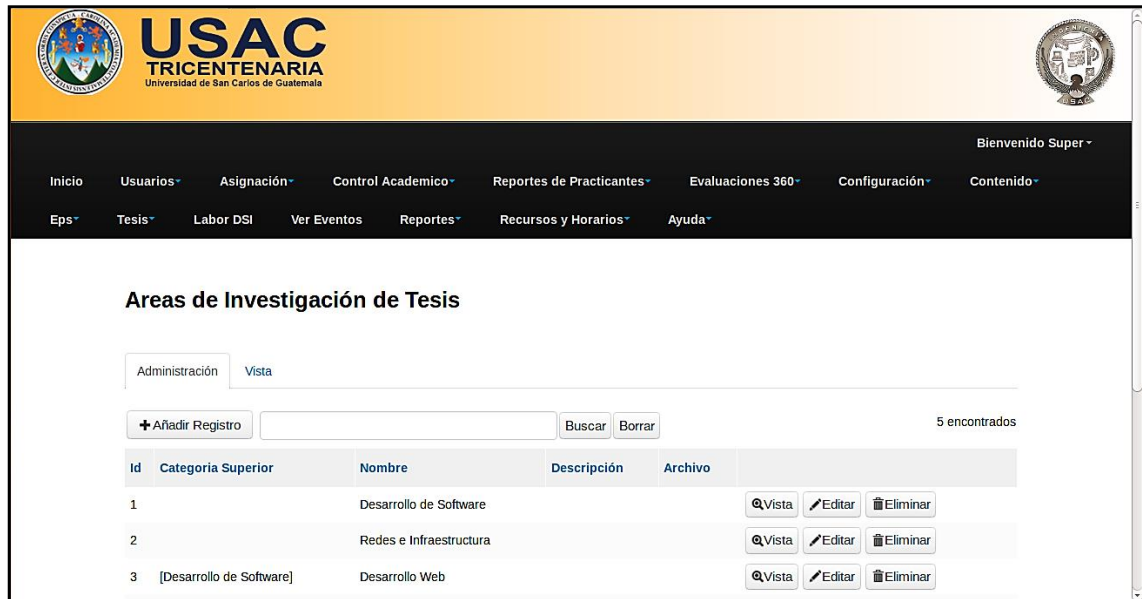 USAC
TRICENTENARIA
Universidad de San Carlos de Guatemala
USAC
Bienvenido Super
Inicio Usuarios Asignación Control Academico Reportes de Practicantes Evaluaciones 360 Configuración Contenido
Eps Tesis Labor DSI Ver Eventos Reportes Recursos y Horarios Ayuda
Areas de Investigación de Tesis
Administración Vista
+Añadir Registro Buscar Borrar 5 encontrados
Id Categoria Superior Nombre Descripción Archivo
1 Desarrollo de Software Vista Editar Eliminar
2 Redes e Infraestructura Vista Editar Eliminar
3 [Desarrollo de Software] Desarrollo Web Vista Editar Eliminar